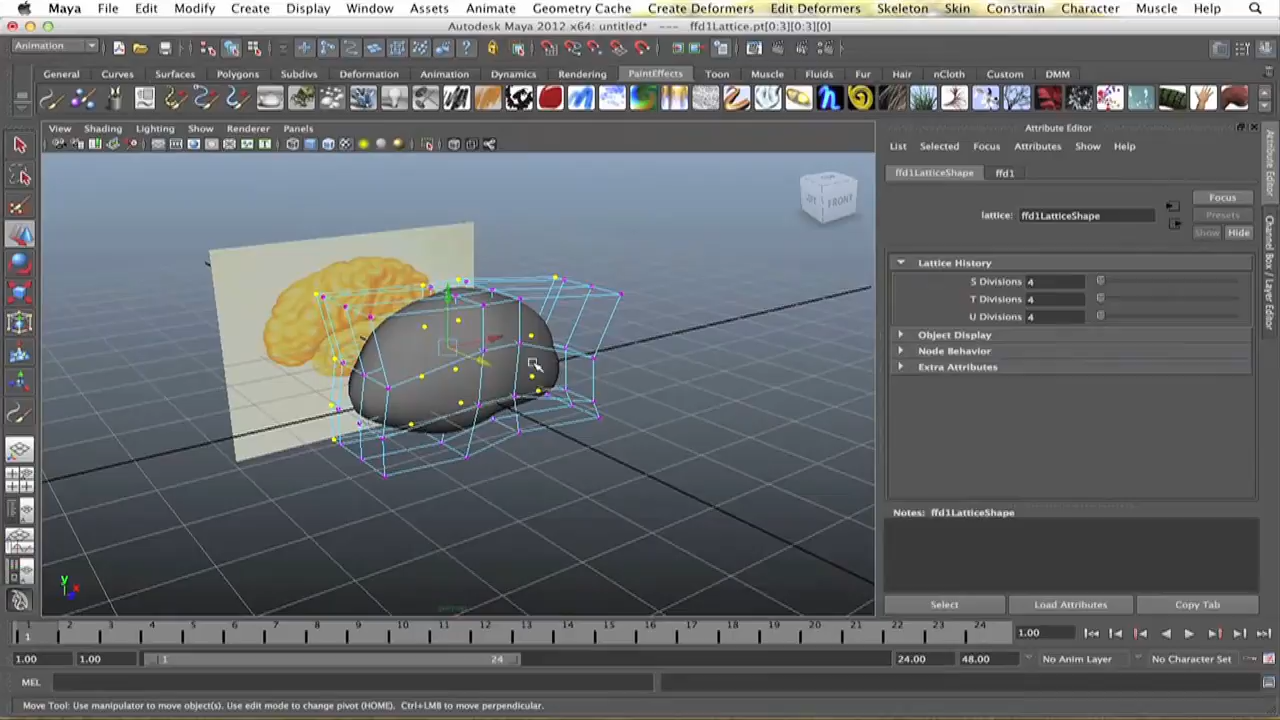 Maya File Edit Modify Create Display Window Assets Animate Geometry Cache Create Deformers Edit Deformers Skeleton Skin Constrain Character Muscle Help
Autodesk Maya 2012 x64: untitled* --- ffd1Lattice.pt[0:3][0:3][0]
Animation
General Curves Surfaces Polygons Subdivs Deformation Animation Dynamics Rendering PaintEffects Toon Muscle Fluids Fur Hair nCloth Custom DMM
View Shading Lighting Show Renderer Panels
Attribute Editor
List Selected Focus Attributes Show Help
ffd1LatticeShape ffd1
Focus
lattice: ffd1LatticeShape
Presets
Show Hide
Lattice History
S Divisions 4
T Divisions 4
U Divisions 4
Object Display
Node Behavior
Extra Attributes
FRONT
Notes: ffd1LatticeShape
Select Load Attributes Copy Tab
Attribute Editor
Channel Box / Layer Editor
y
x
persp
1 2 3 4 5 6 7 8 9 10 11 12 13 14 15 16 17 18 19 20 21 22 23 24
1
1.00
1.00 1.00 1 24 24.00 48.00 No Anim Layer No Character Set
MEL
Move Tool: Use manipulator to move object(s). Use edit mode to change pivot (HOME). Ctrl+LMB to move perpendicular.